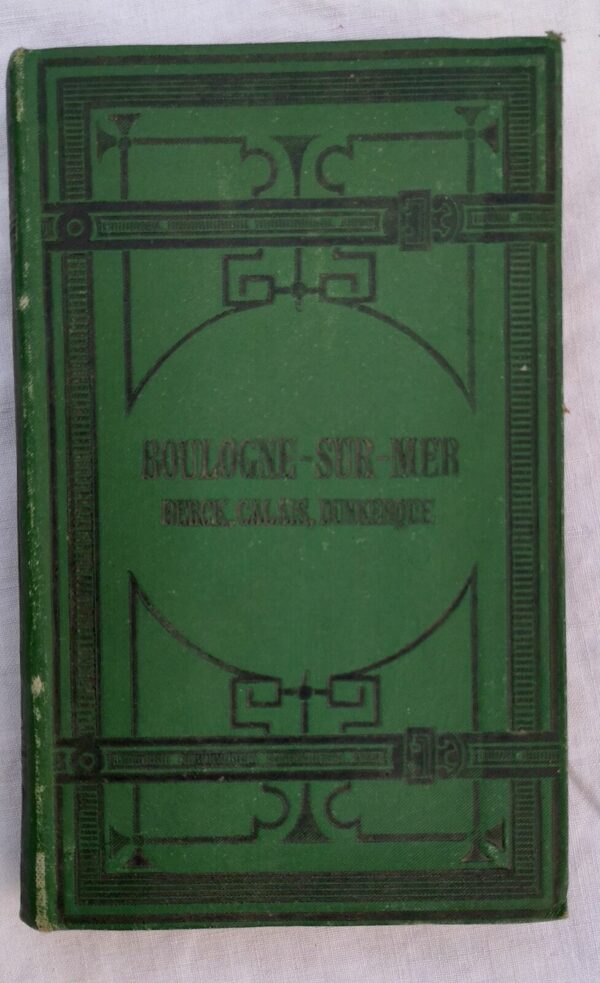 BOULOGNE-SUR-MER
BERCK, CALAIS, DUNKERQUE